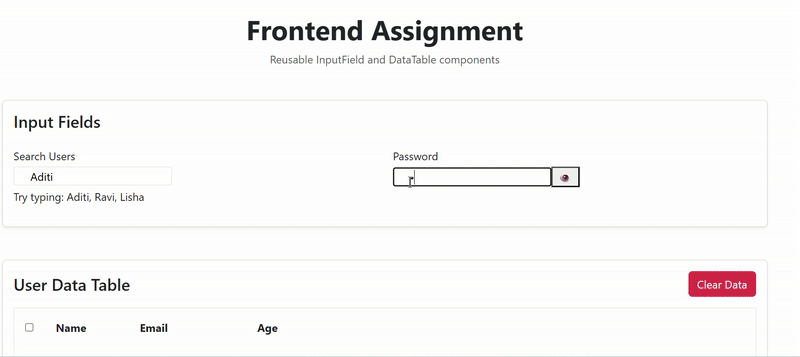 Frontend Assignment
Reusable InputField and DataTable components
Input Fields
Search Users
Password
Aditi
Try typing: Aditi, Ravi, Lisha
User Data Table
Clear Data
Name Email Age